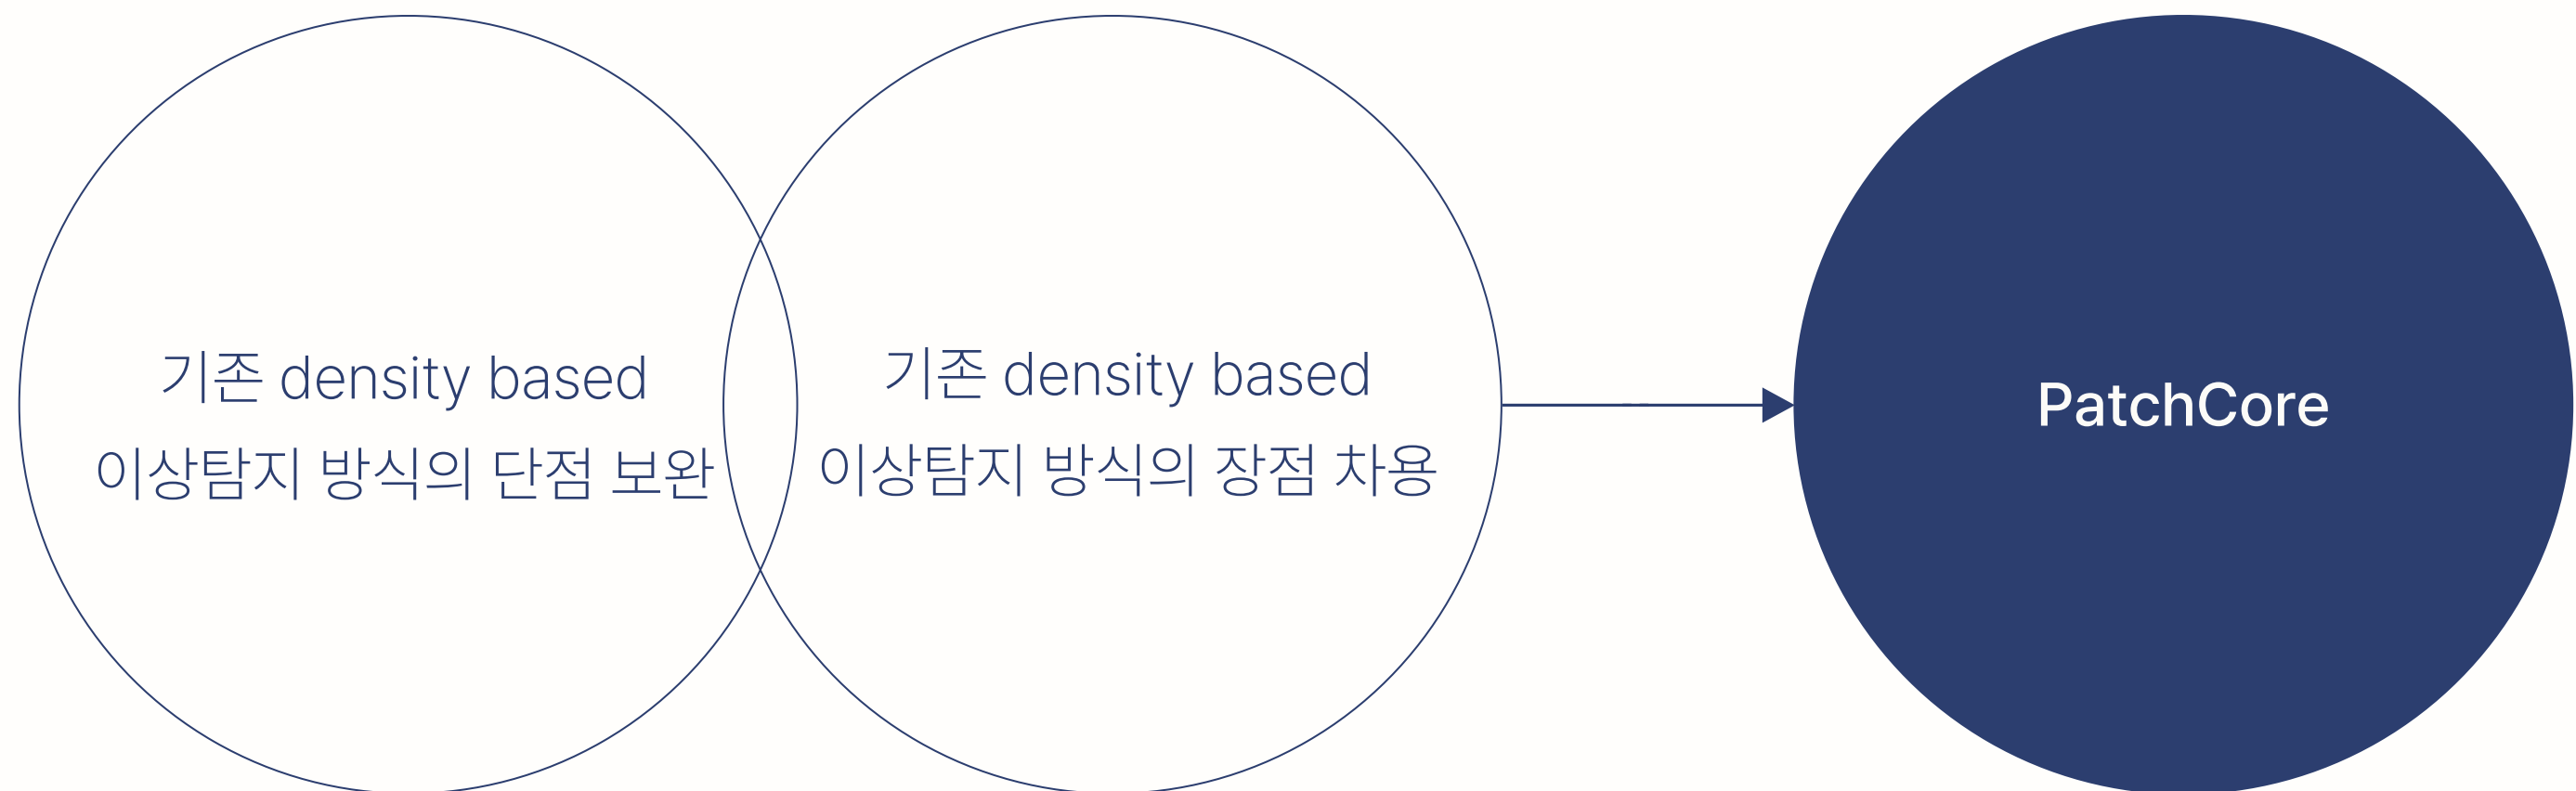 기존 density based
이상탐지 방식의 단점 보완
기존 density based
이상탐지 방식의 장점 차용
PatchCore